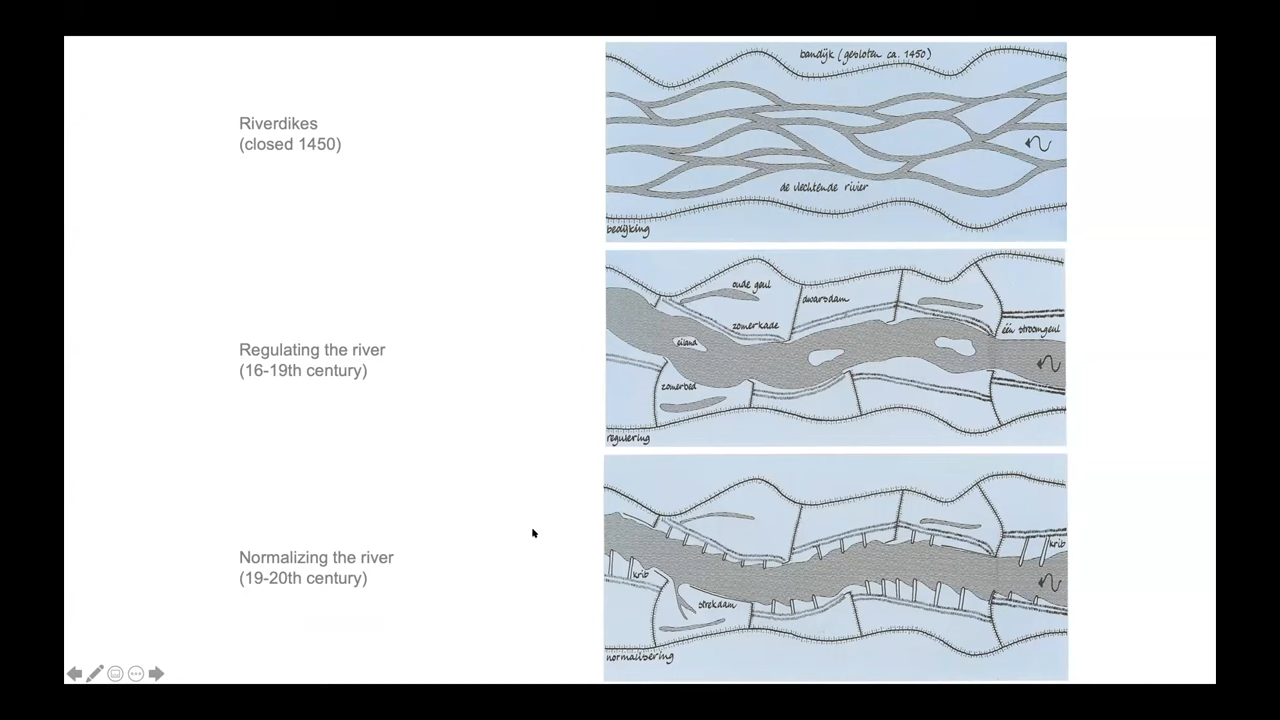 Riverdikes
(closed 1450)
bandijk (gesloten ca. 1450)
de vlechtende rivier
bedijking
Regulating the river
(16-19th century)
oude geul
dwarsdam
zomerkade
één stroomgeul
eiland
zomerbed
regulering
Normalizing the river
(19-20th century)
krib
krib
strekdam
normalisering